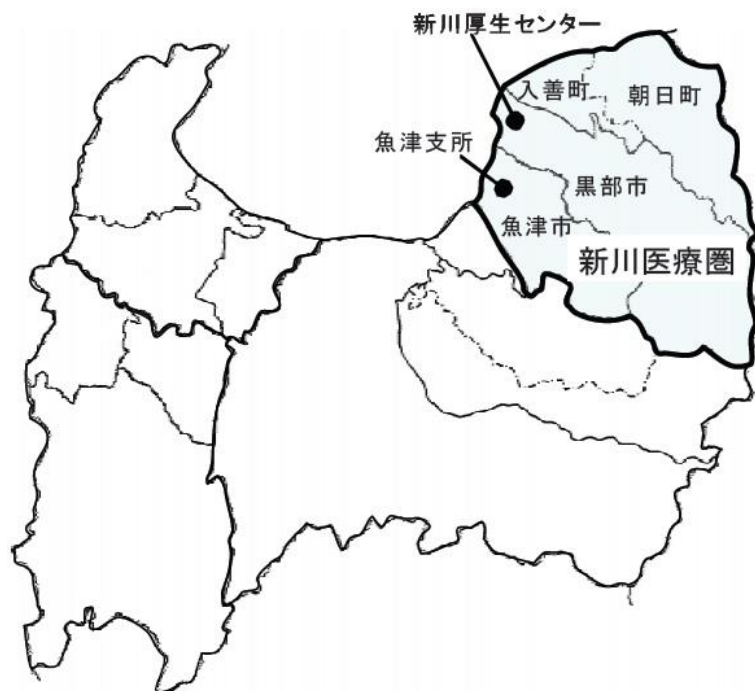 新川厚生センター
入善町
朝日町
魚津支所
黒部市
魚津市
新川医療圏